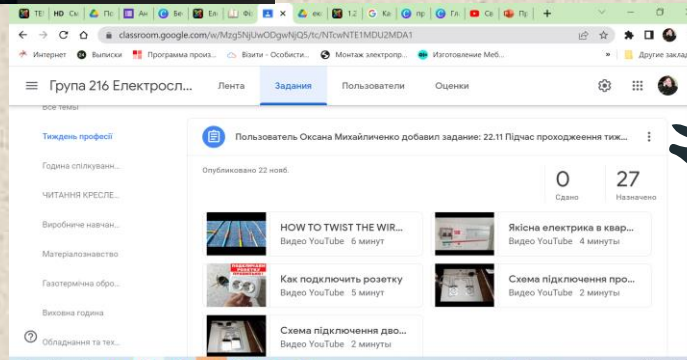 classroom.google.com/w/Mzg5NjUwODgwNjQ5/tc/NTcwNTE1MDU2MDA1
Интернет Выписки Программа произ... Візити - Особисти... Монтаж электропр... Изготовление Меб... » Другие заклад
Група 216 Електросл... Лента Задания Пользователи Оценки
Все темы
Тиждень професії
Година спілкуванн...
ЧИТАННЯ КРЕСЛЕ...
Виробниче навчан...
Матеріалознавство
Газотермічна обро...
Виховна година
Обладнання та тех...
Пользователь Оксана Михайличенко добавил задание: 22.11 Підчас проходжеення тиж...
Опубликовано 22 нояб.
0
Сдано
27
Назначено
HOW TO TWIST THE WIR...
Видео YouTube 6 минут
Якісна електрика в квар...
Видео YouTube 4 минуты
Как подключить розетку
Видео YouTube 5 минут
Схема підключення про...
Видео YouTube 2 минуты
Схема підключення дво...
Видео YouTube 2 минуты